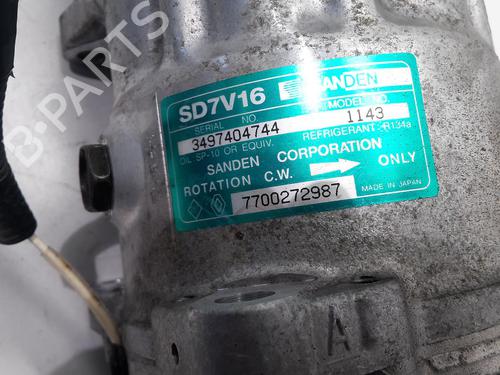 SD7V16 SANDEN
SERIAL NO. MODEL NO.
3497404744 1143
OIL SP-10 OR EQUIV. REFRIGERANT :R134a
SANDEN CORPORATION
ROTATION C.W. ONLY
7700272987 MADE IN JAPAN
A
B-PARTS